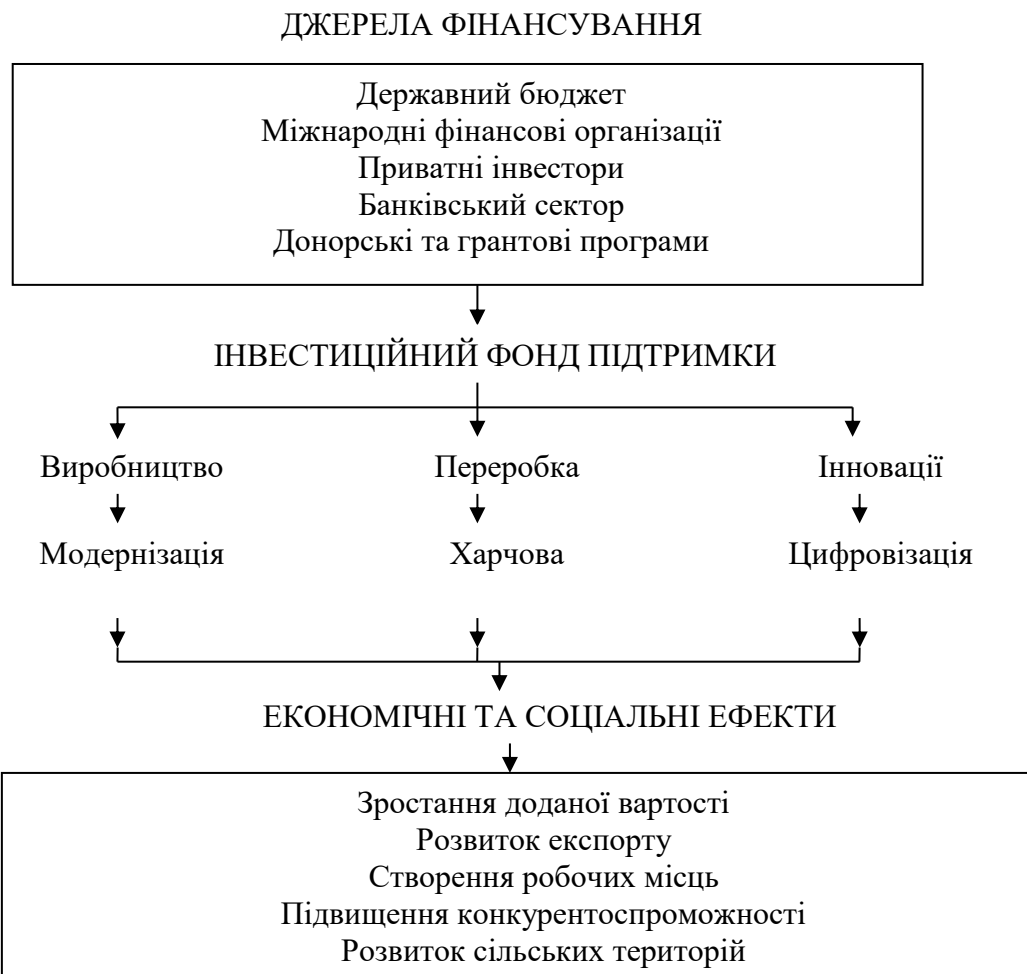 ДЖЕРЕЛА ФІНАНСУВАННЯ
Державний бюджет
Міжнародні фінансові організації
Приватні інвестори
Банківський сектор
Донорські та грантові програми
ІНВЕСТИЦІЙНИЙ ФОНД ПІДТРИМКИ
Виробництво Переробка Інновації
Модернізація Харчова Цифровізація
ЕКОНОМІЧНІ ТА СОЦІАЛЬНІ ЕФЕКТИ
Зростання доданої вартості
Розвиток експорту
Створення робочих місць
Підвищення конкурентоспроможності
Розвиток сільських територій